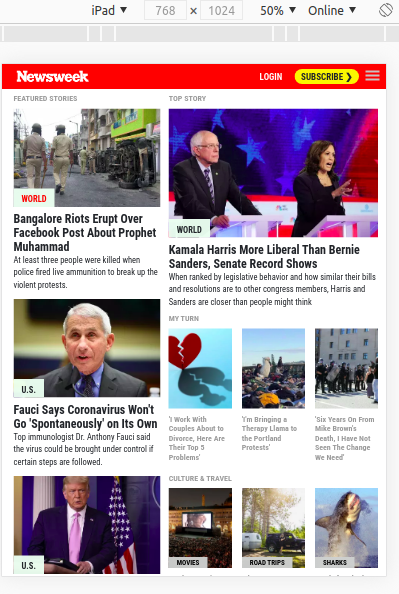 iPad ▼ 768 × 1024 50% ▼ Online ▼
Newsweek
LOGIN
SUBSCRIBE ❯
FEATURED STORIES
WORLD
Bangalore Riots Erupt Over
Facebook Post About Prophet
Muhammad
At least three people were killed when
police fired live ammunition to break up the
violent protests.
U.S.
Fauci Says Coronavirus Won't
Go 'Spontaneously' on Its Own
Top immunologist Dr. Anthony Fauci said
the virus could be brought under control if
certain steps are followed.
U.S.
TOP STORY
WORLD
Kamala Harris More Liberal Than Bernie
Sanders, Senate Record Shows
When ranked by legislative behavior and how similar their bills
and resolutions are to other congress members, Harris and
Sanders are closer than people might think
MY TURN
'I Work With
Couples About to
Divorce, Here Are
Their Top 5
Problems'
'I'm Bringing a
Therapy Llama to
the Portland
Protests'
'Six Years On From
Mike Brown's
Death, I Have Not
Seen The Change
We Need'
CULTURE & TRAVEL
MOVIES
ROAD TRIPS
SHARKS